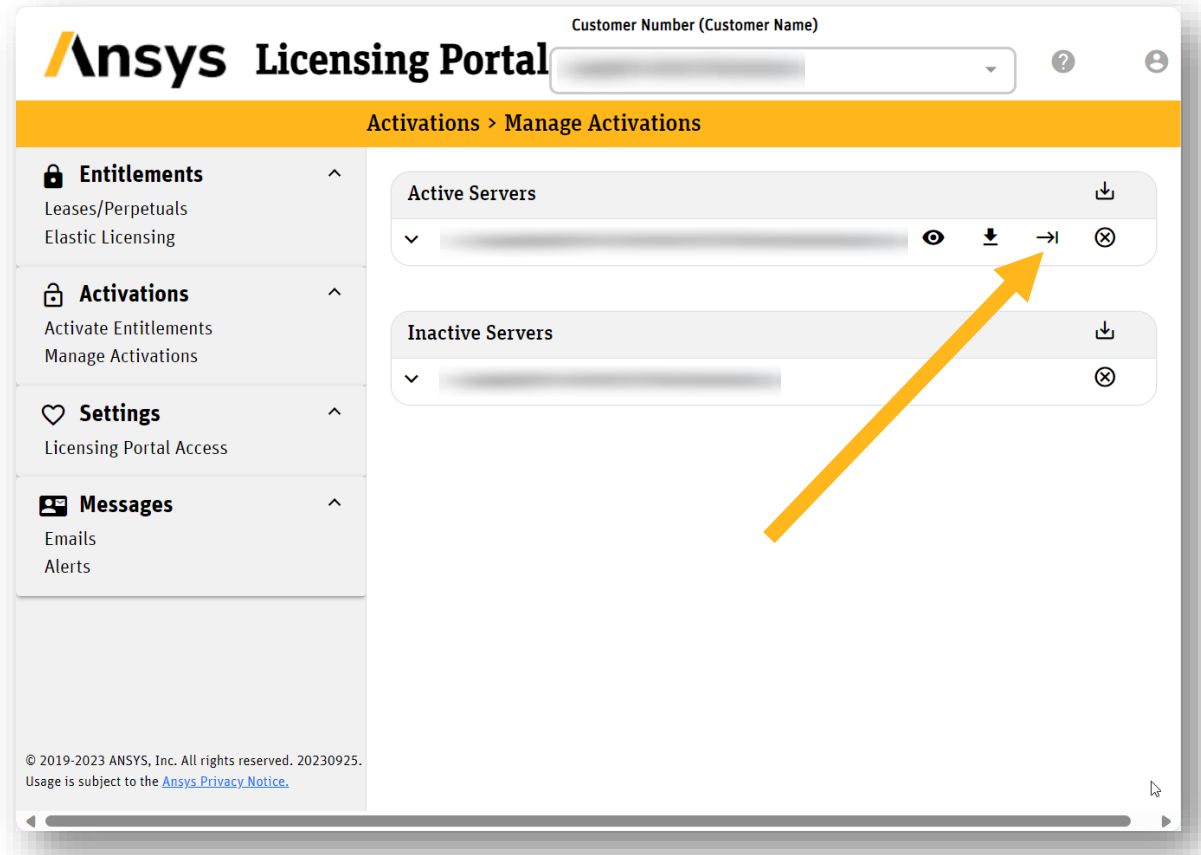 Customer Number (Customer Name)
Ansys Licensing Portal
Activations > Manage Activations
Entitlements
Leases/Perpetuals
Elastic Licensing
Activations
Activate Entitlements
Manage Activations
Settings
Licensing Portal Access
Messages
Emails
Alerts
© 2019-2023 ANSYS, Inc. All rights reserved. 20230925.
Usage is subject to the Ansys Privacy Notice.
Active Servers
Inactive Servers